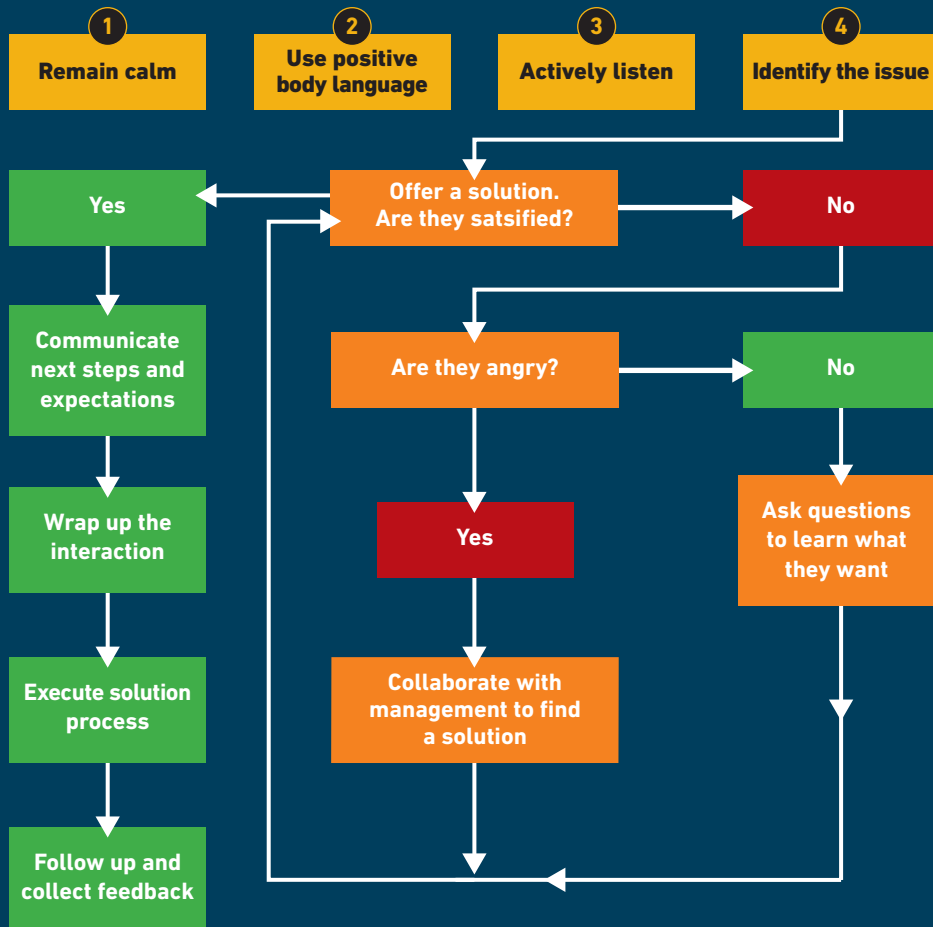 1
Remain calm
2
Use positive
body language
3
Actively listen
4
Identify the issue
Yes
Offer a solution.
Are they satsified?
No
Communicate
next steps and
expectations
Are they angry?
No
Wrap up the
interaction
Yes
Ask questions
to learn what
they want
Execute solution
process
Collaborate with
management to find
a solution
Follow up and
collect feedback